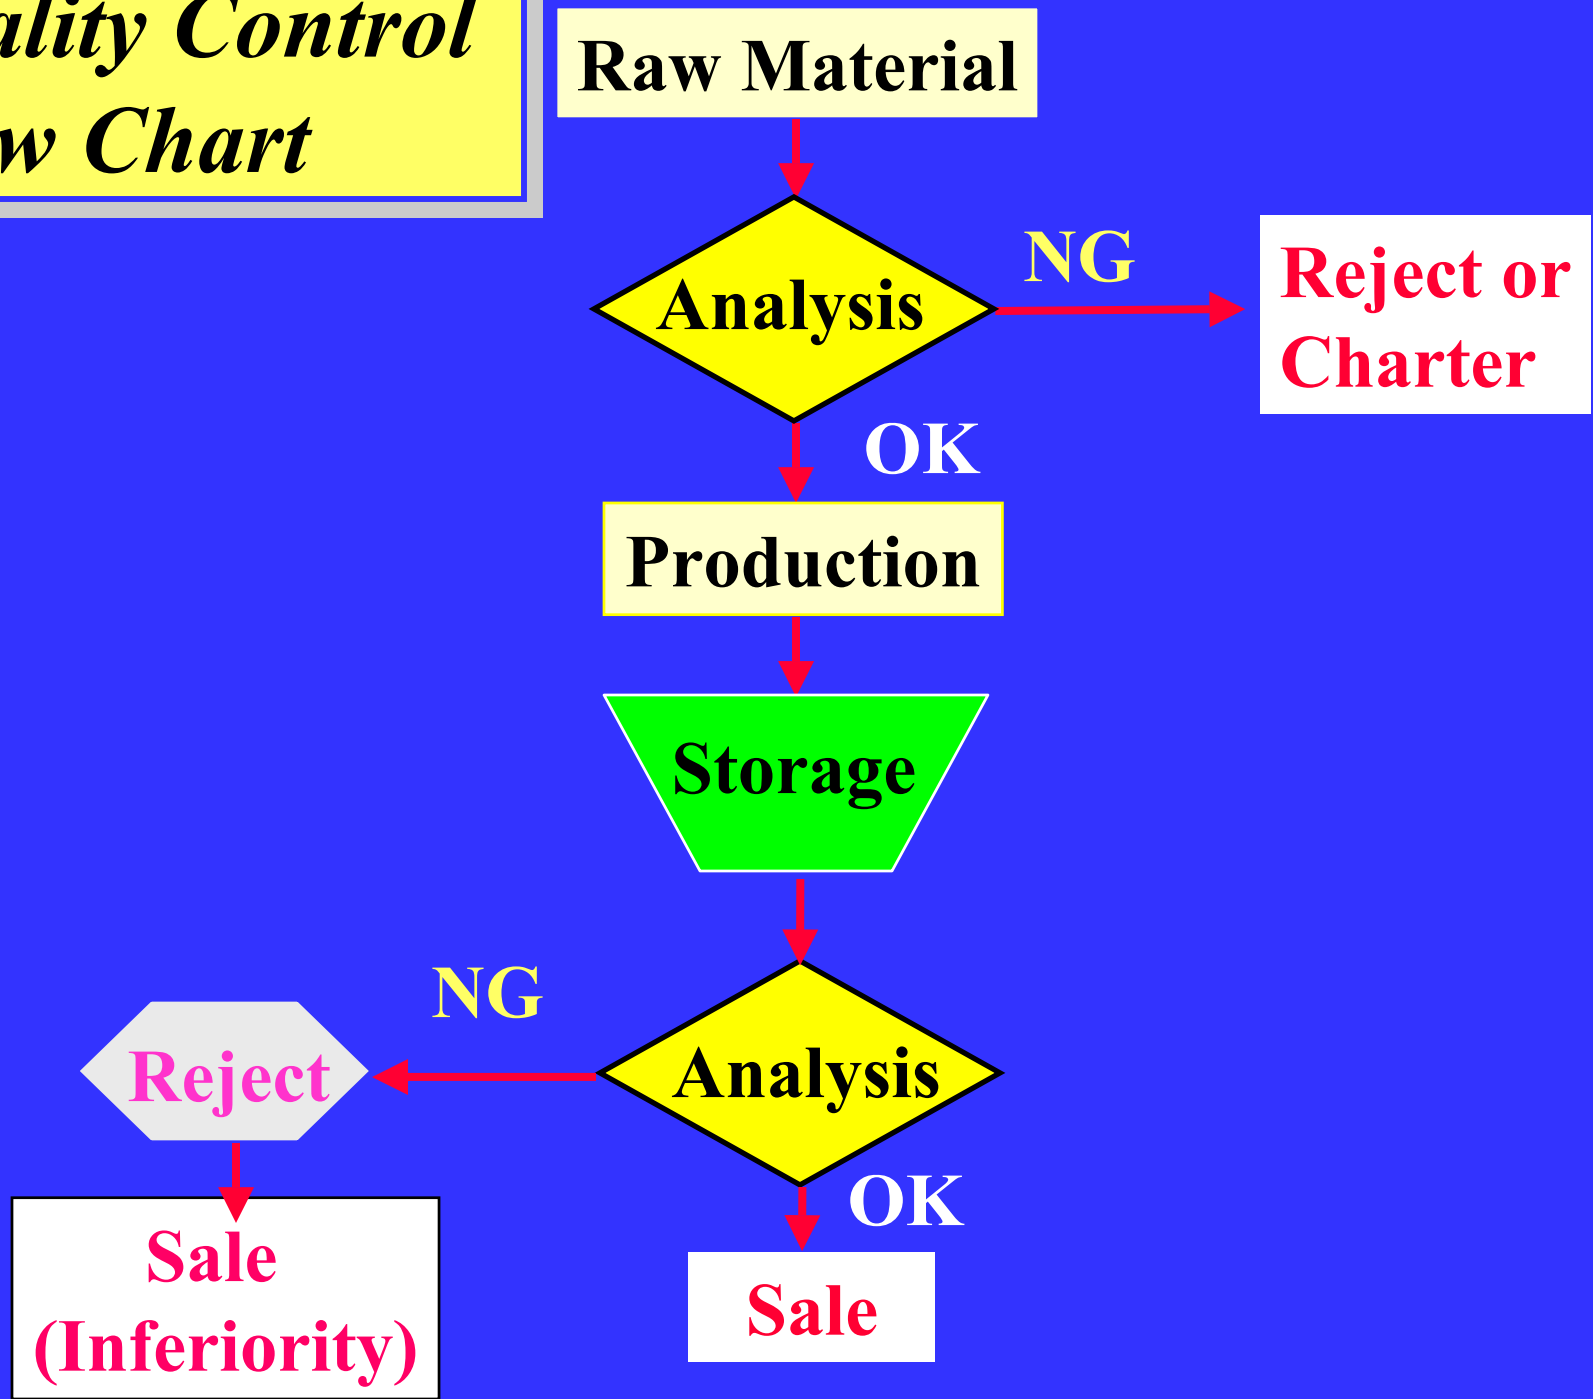 ality Control
w Chart
Raw Material
Analysis
NG
Reject or
Charter
OK
Production
Storage
NG
Analysis
Reject
OK
Sale
(Inferiority)
Sale